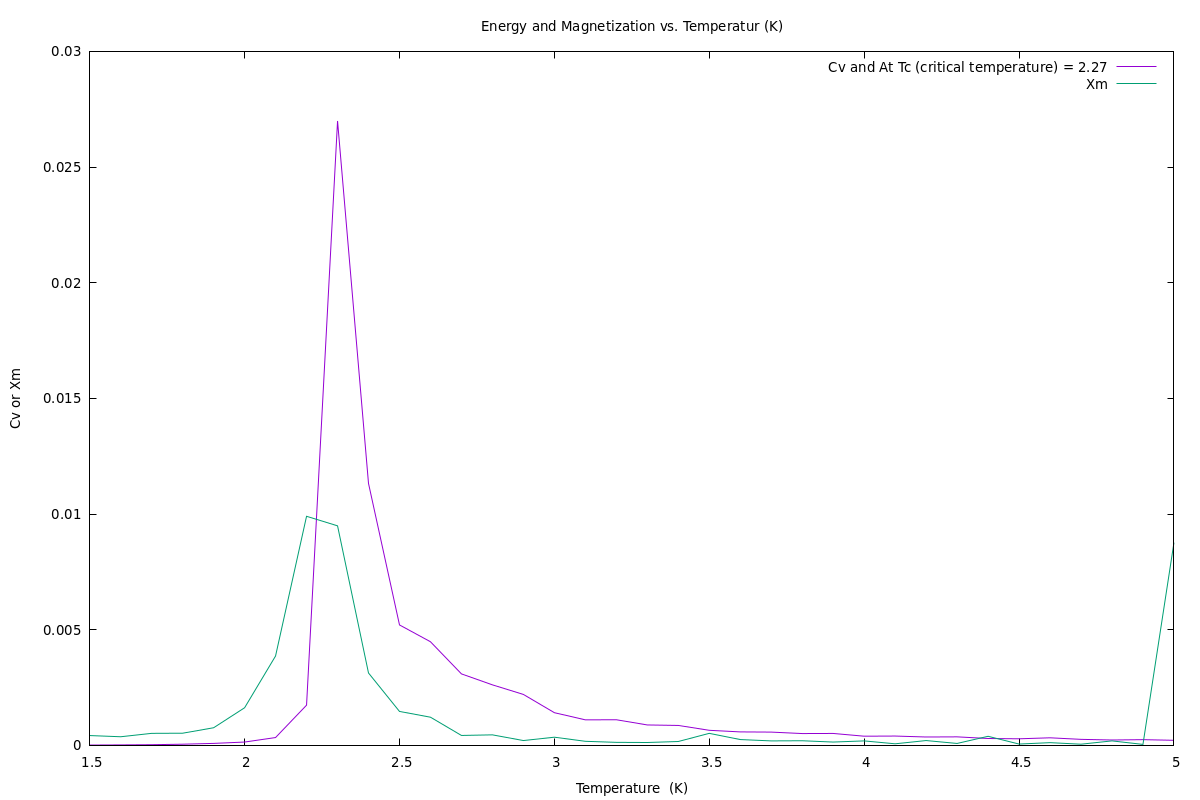 Energy and Magnetization vs. Temperatur (K)
0.03
Cv and At Tc (critical temperature) = 2.27
Xm
0.025
0.02
0.015
0.01
0.005
0
Cv or Xm
1.5 2 2.5 3 3.5 4 4.5 5
Temperature (K)